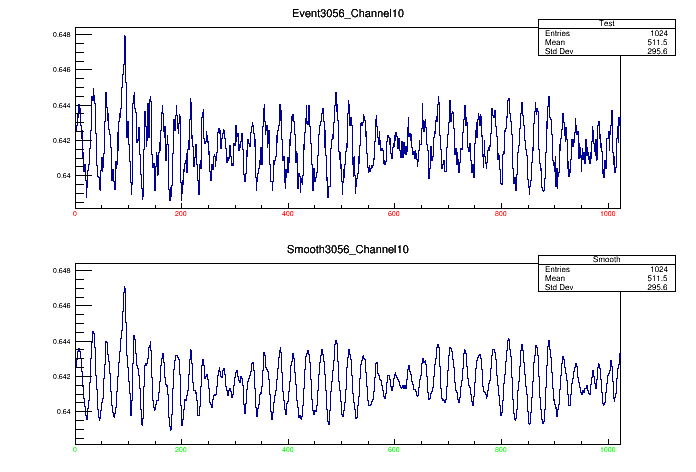 Event3056_Channel10
Test
Entries 1024
Mean 511.5
Std Dev 295.6
0.648
0.646
0.644
0.642
0.64
0 200 400 600 800 1000
Smooth3056_Channel10
Smooth
Entries 1024
Mean 511.5
Std Dev 295.6
0.648
0.646
0.644
0.642
0.64
0 200 400 600 800 1000